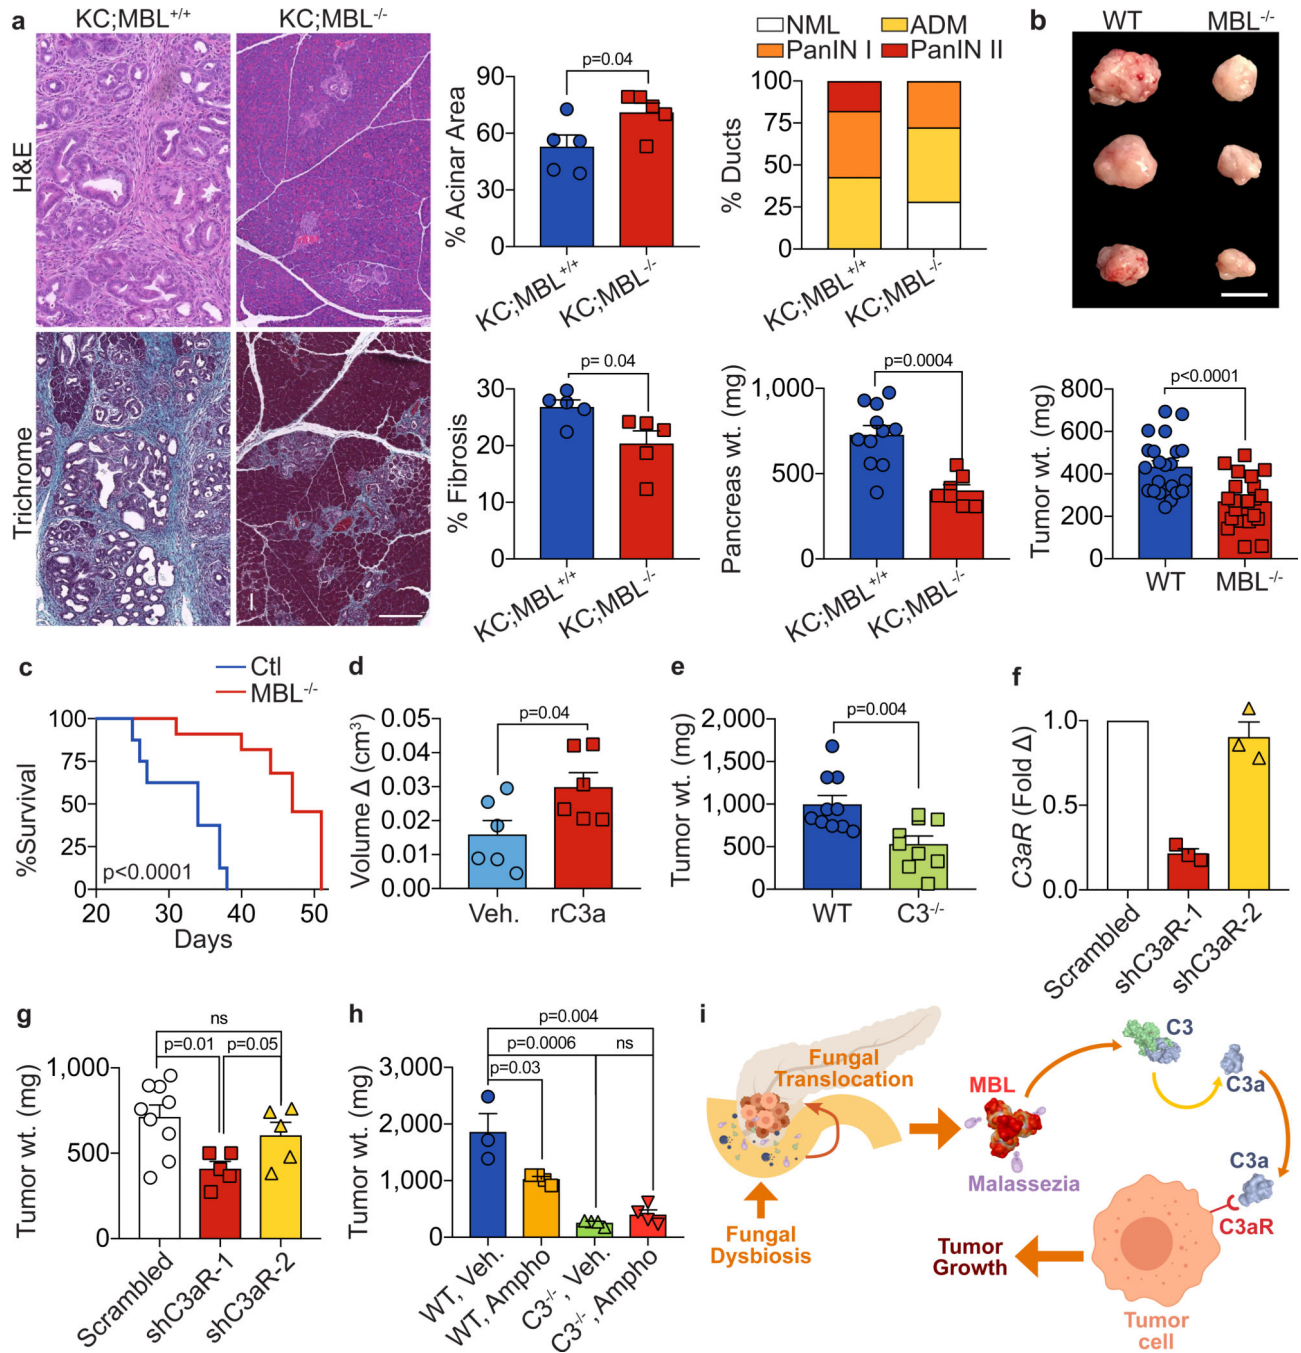 a
KC;MBL+/+
KC;MBL-/-
H&E
Trichrome
% Acinar Area
90
60
30
0
p=0.04
KC;MBL+/+
KC;MBL-/-
NML
ADM
PanIN I
PanIN II
% Ducts
100
75
50
25
0
KC;MBL+/+
KC;MBL-/-
% Fibrosis
30
20
10
0
p= 0.04
KC;MBL+/+
KC;MBL-/-
Pancreas wt. (mg)
1,000
500
0
p=0.0004
KC;MBL+/+
KC;MBL-/-
b
WT
MBL-/-
Tumor wt. (mg)
800
600
400
200
0
p<0.0001
WT
MBL-/-
c
Ctl
MBL-/-
%Survival
100
75
50
25
0
p<0.0001
20
30
40
50
Days
d
Volume Δ (cm3)
0.05
0.04
0.03
0.02
0.01
0.00
p=0.04
Veh.
rC3a
e
Tumor wt. (mg)
2,000
1,500
1,000
500
0
p=0.004
WT
C3-/-
f
C3aR (Fold Δ)
1.0
0.5
0.0
Scrambled
shC3aR-1
shC3aR-2
g
Tumor wt. (mg)
1,000
500
0
ns
p=0.01
p=0.05
Scrambled
shC3aR-1
shC3aR-2
h
Tumor wt. (mg)
3,000
2,000
1,000
0
p=0.004
p=0.0006
ns
p=0.03
WT, Veh.
WT, Ampho
C3-/-, Veh.
C3-/-, Ampho
i
Fungal
Translocation
Fungal
Dysbiosis
MBL
Malassezia
C3
C3a
C3a
C3aR
Tumor
Growth
Tumor
cell